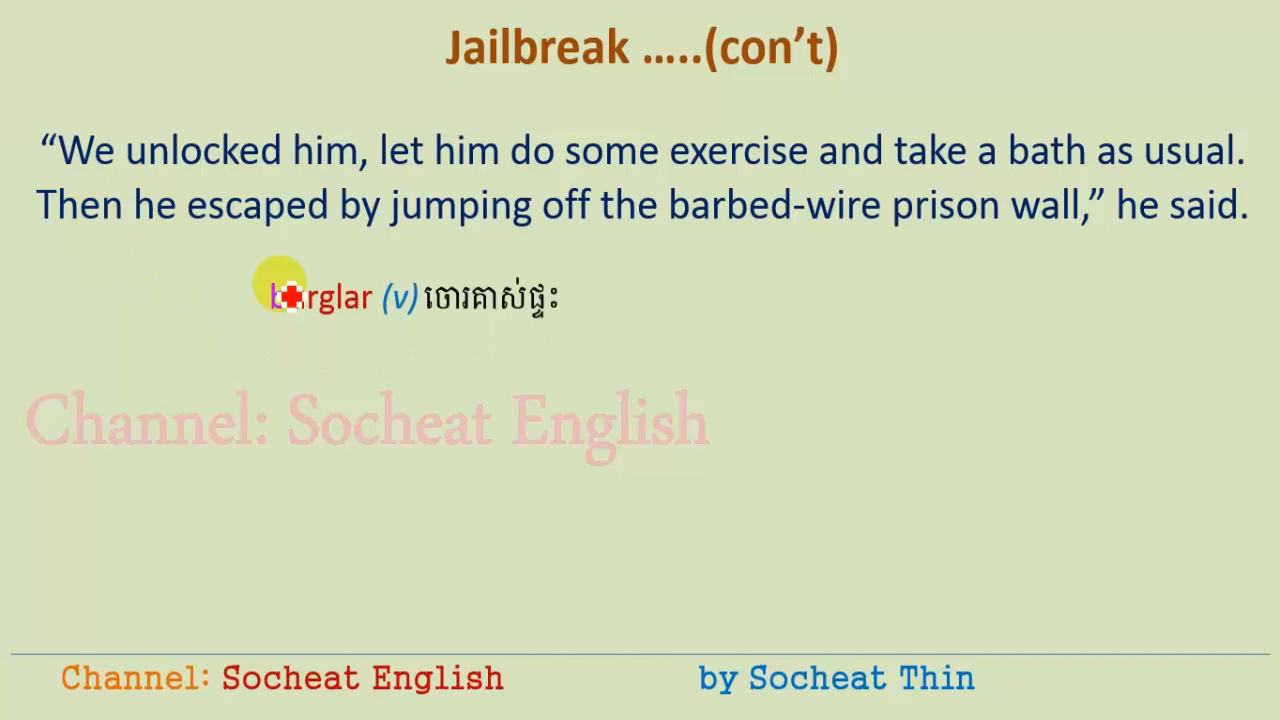 Jailbreak …..(con’t)
“We unlocked him, let him do some exercise and take a bath as usual.
Then he escaped by jumping off the barbed-wire prison wall,” he said.
burglar (v) ចោរគាស់ផ្ទះ
Channel: Socheat English
Channel: Socheat English by Socheat Thin